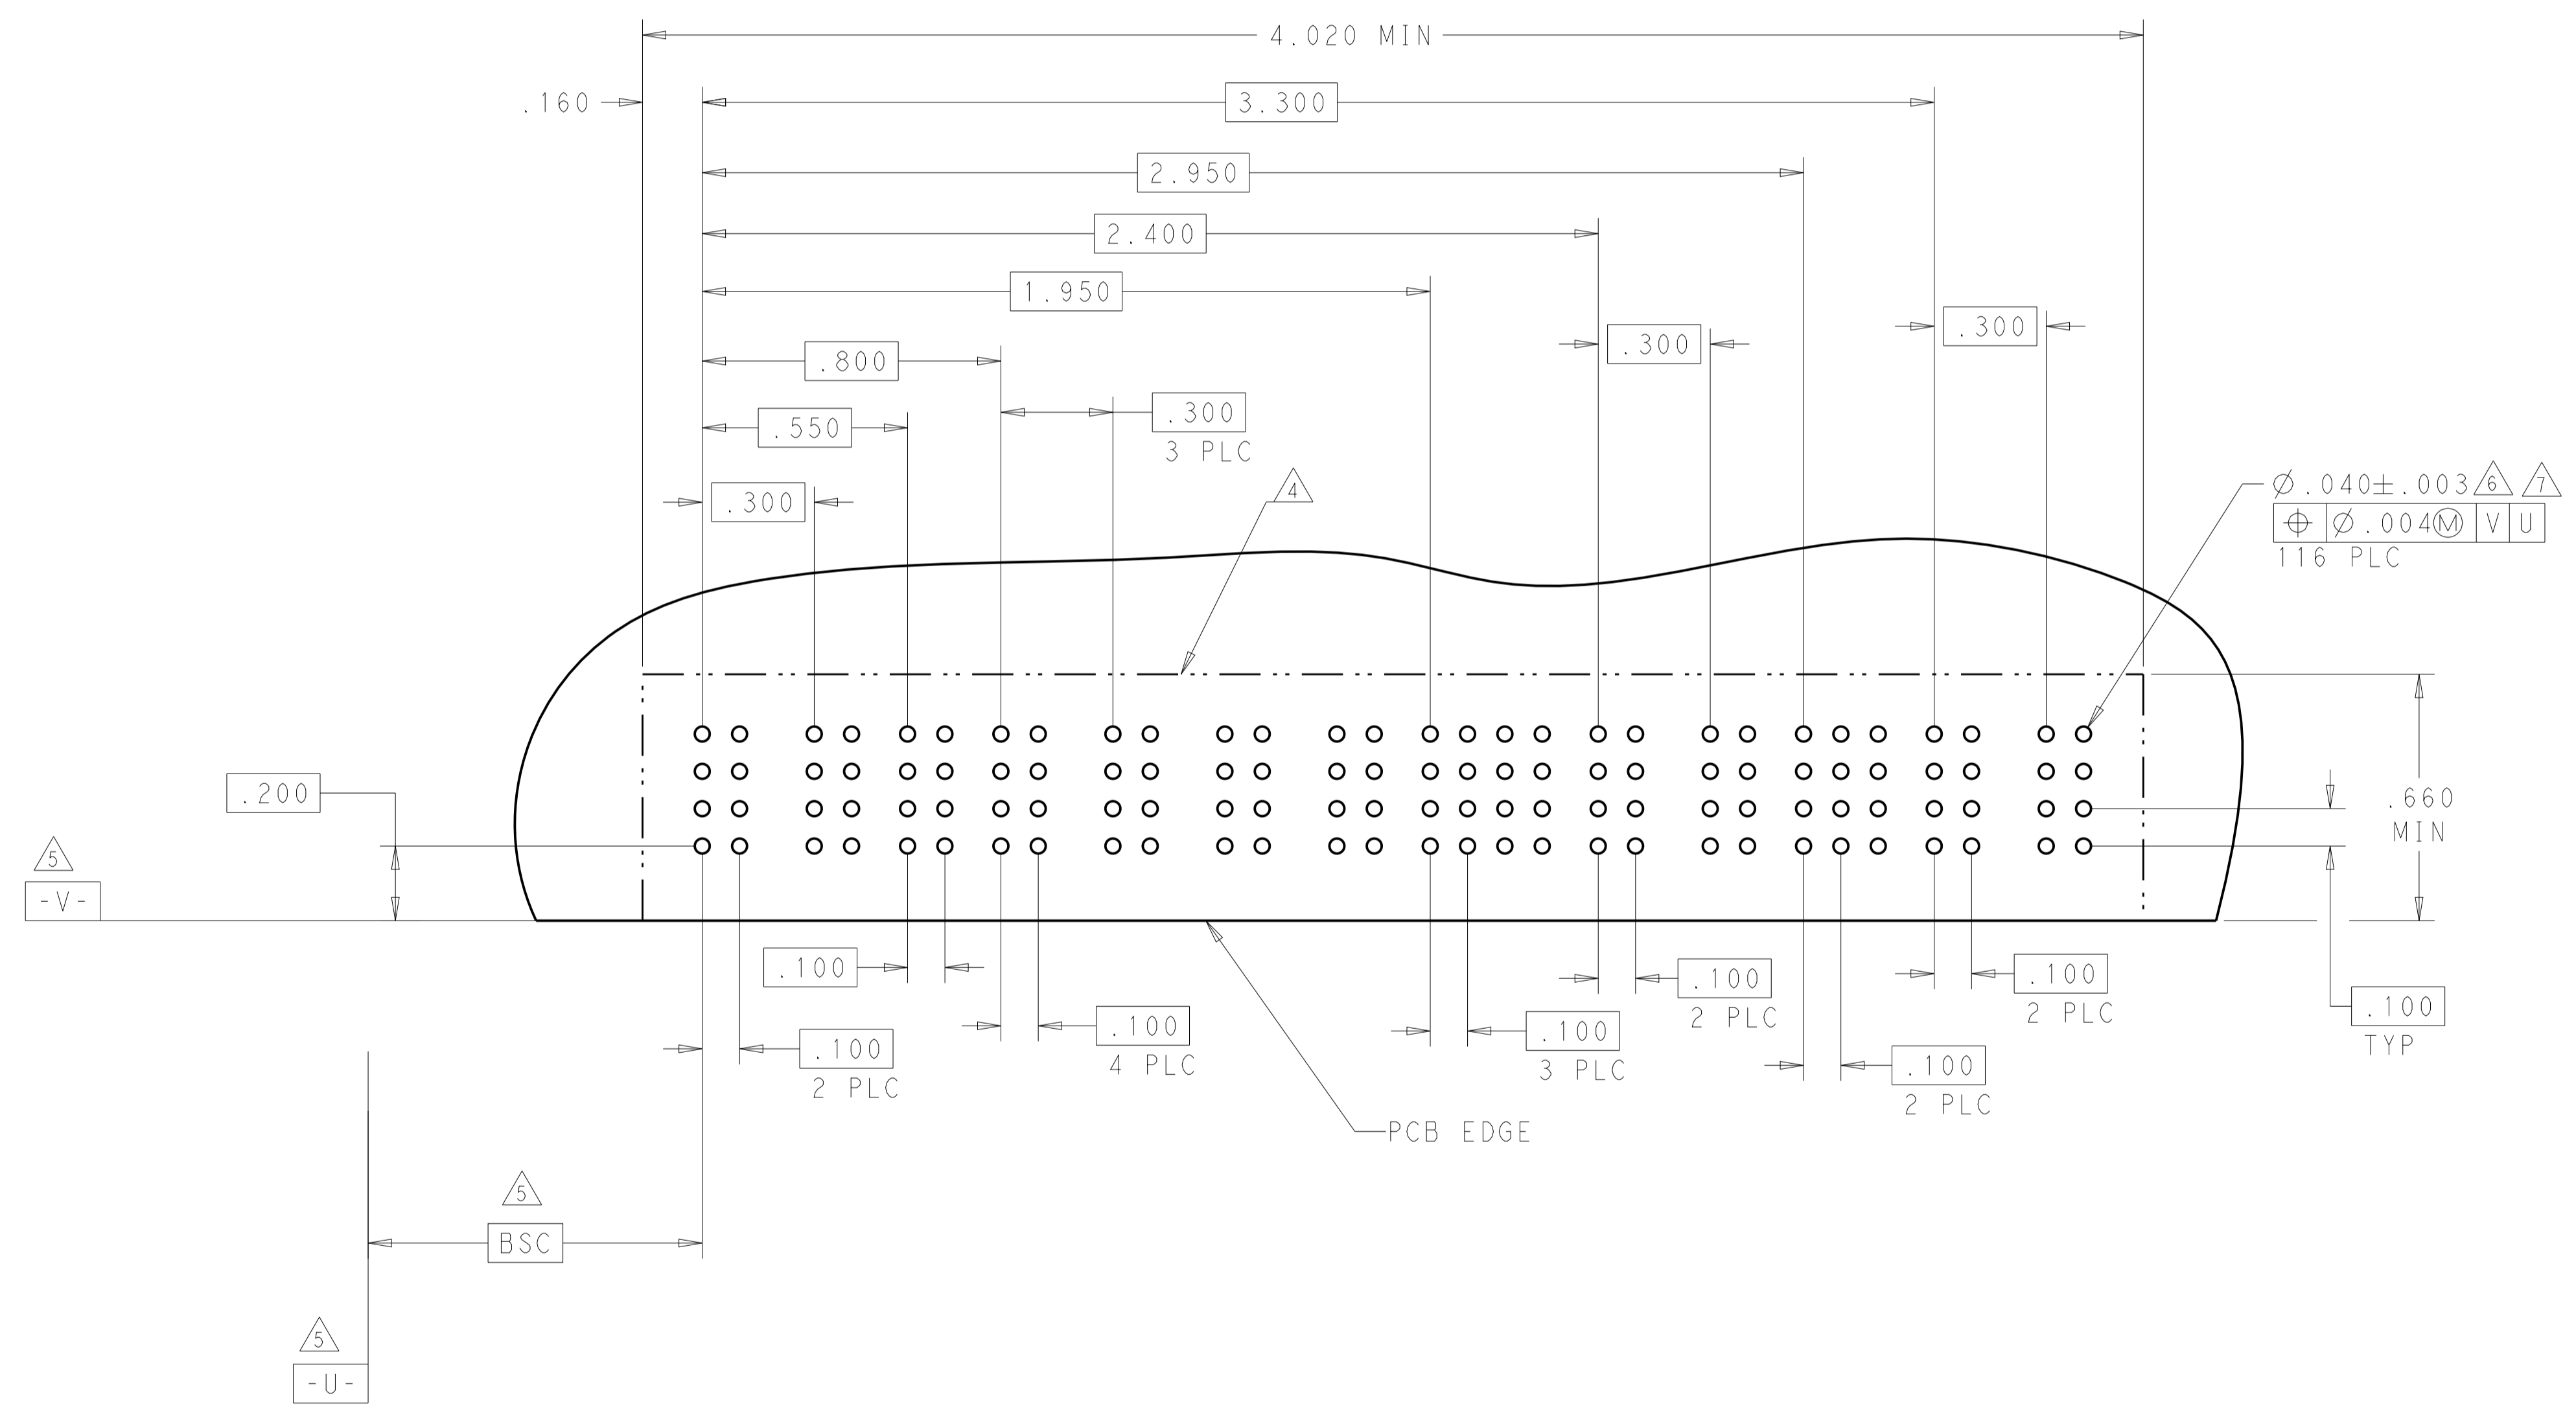 4.020 MIN
.160
3.300
2.950
2.400
1.950
.300
.300
.800
.300
3 PLC
.550
.300
4
⌀.040±.003 6 7
⌖ ⌀.004Ⓜ V U
116 PLC
.200
.660
MIN
5
-V-
.100
.100
2 PLC
.100
2 PLC
.100
TYP
.100
4 PLC
.100
3 PLC
.100
2 PLC
.100
2 PLC
PCB EDGE
5
BSC
5
-U-